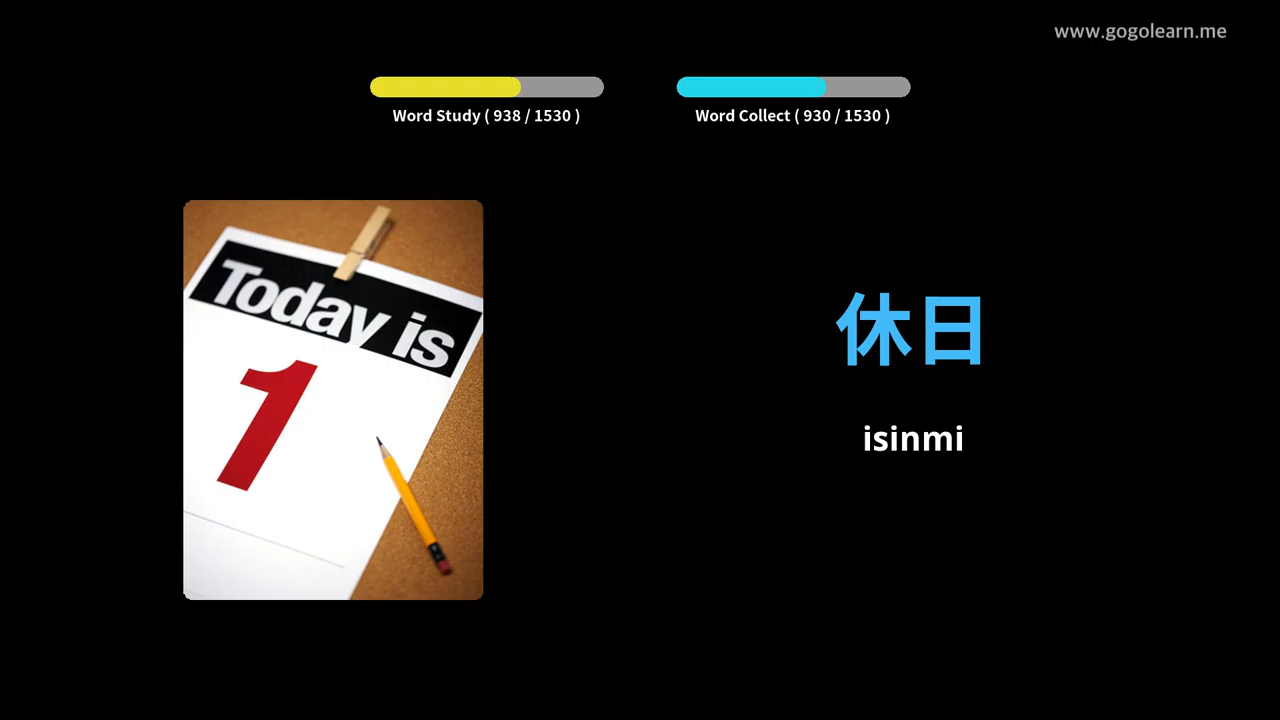 www.gogolearn.me
Word Study ( 938 / 1530 )
Word Collect ( 930 / 1530 )
Today is
1
休日
isinmi